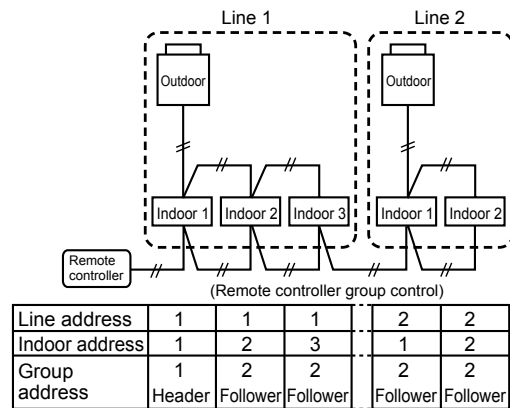 Line 1 Line 2
Outdoor Outdoor
Indoor 1 Indoor 2 Indoor 3 Indoor 1 Indoor 2
Remote
controller
(Remote controller group control)
Line address 1 1 1 2 2
Indoor address 1 2 3 1 2
Group
address
1 2 2 2 2
Header Follower Follower Follower Follower